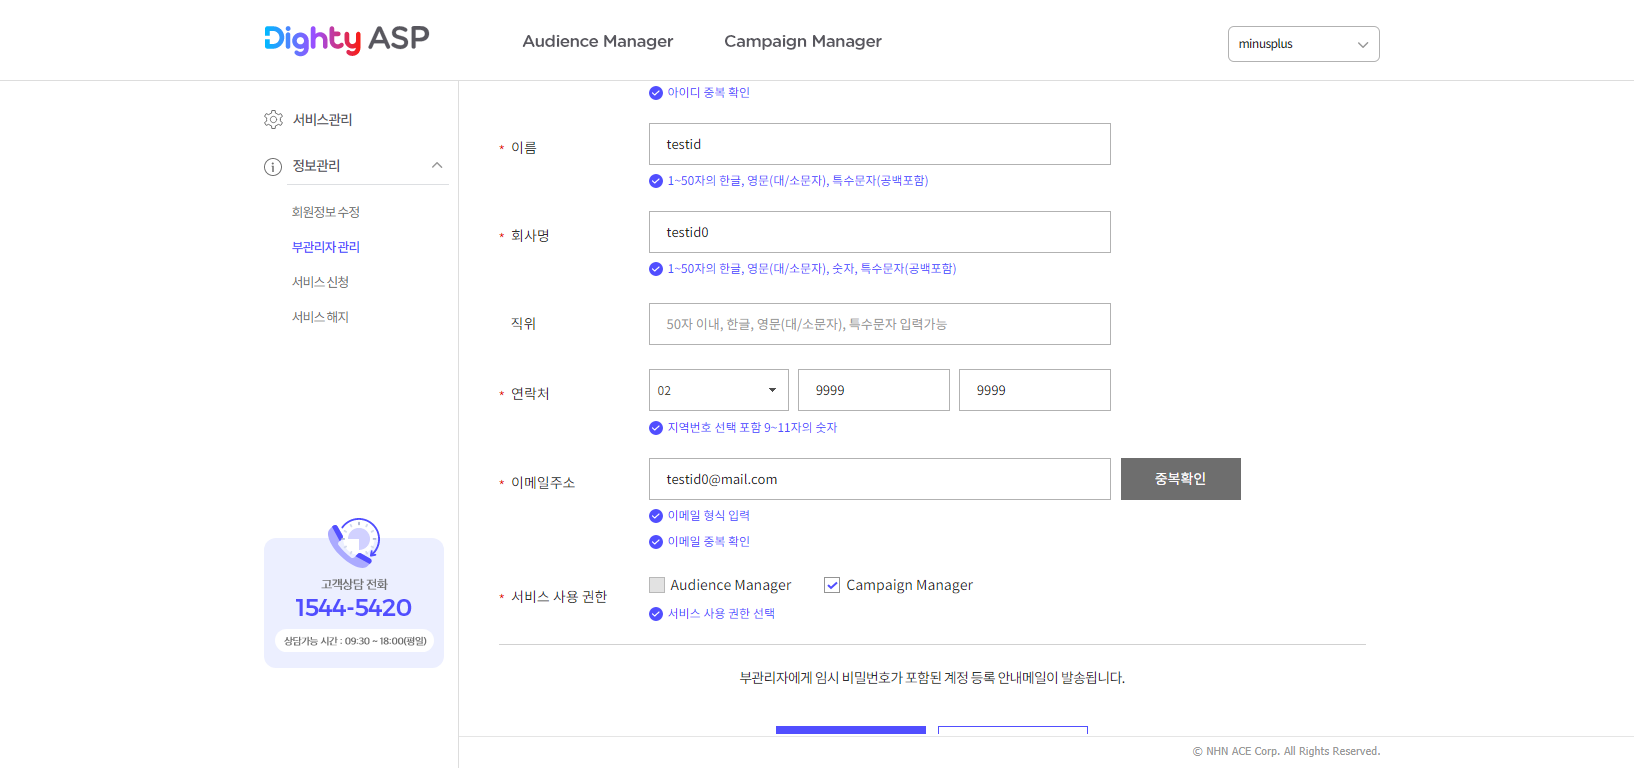 Dighty ASP
Audience Manager
Campaign Manager
minusplus
서비스관리
정보관리
회원정보 수정
부관리자 관리
서비스 신청
서비스 해지
고객상담 전화
1544-5420
상담가능 시간 : 09:30 ~ 18:00(평일)
아이디 중복 확인
* 이름
testid
1~50자의 한글, 영문(대/소문자), 특수문자(공백포함)
* 회사명
testid0
1~50자의 한글, 영문(대/소문자), 숫자, 특수문자(공백포함)
직위
50자 이내, 한글, 영문(대/소문자), 특수문자 입력가능
* 연락처
02
9999
9999
지역번호 선택 포함 9~11자의 숫자
* 이메일주소
testid0@mail.com
중복확인
이메일 형식 입력
이메일 중복 확인
* 서비스 사용 권한
Audience Manager
Campaign Manager
서비스 사용 권한 선택
부관리자에게 임시 비밀번호가 포함된 계정 등록 안내메일이 발송됩니다.
© NHN ACE Corp. All Rights Reserved.